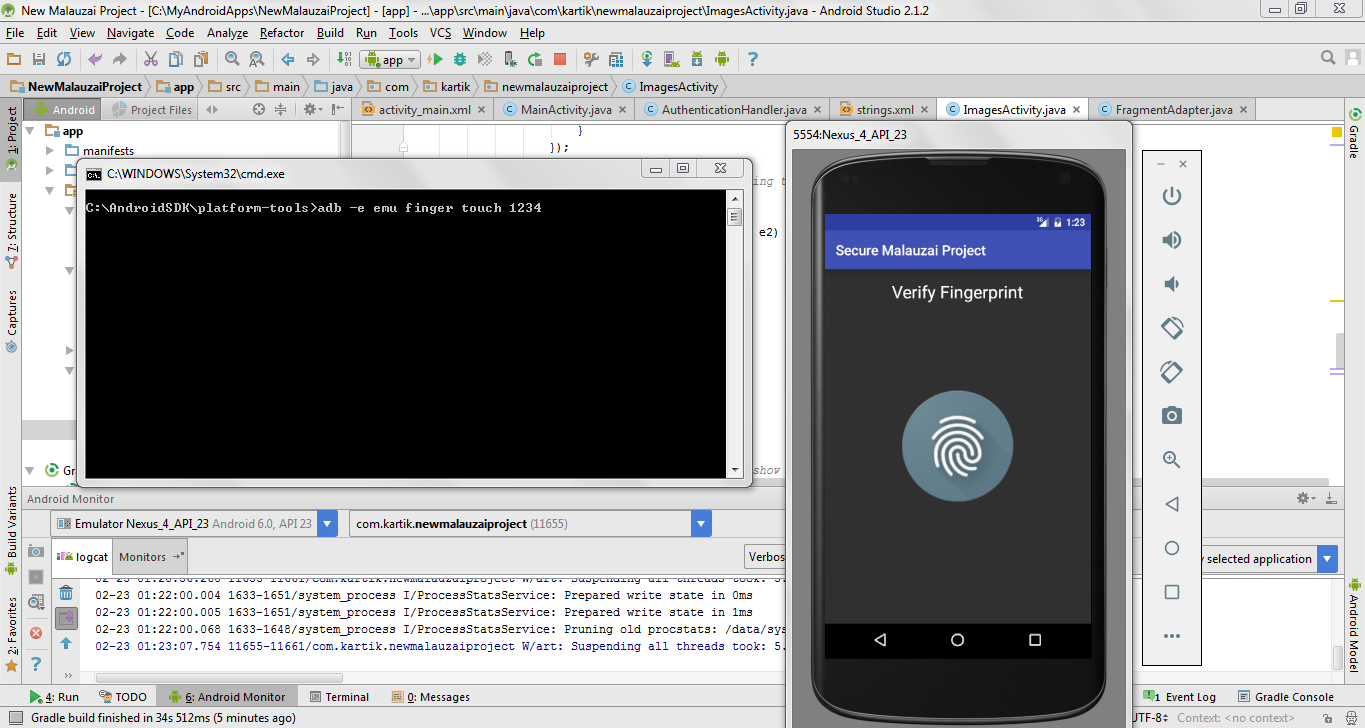 New Malauzai Project - [C:\MyAndroidApps\NewMalauzaiProject] - [app] - ...\app\src\main\java\com\kartik\newmalauzaiproject\ImagesActivity.java - Android Studio 2.1.2
File Edit View Navigate Code Analyze Refactor Build Run Tools VCS Window Help
app
NewMalauzaiProject app src main java com kartik newmalauzaiproject ImagesActivity
Android Project Files activity_main.xml MainActivity.java AuthenticationHandler.java strings.xml ImagesActivity.java FragmentAdapter.java
1: Project
7: Structure
Captures
Build Variants
2: Favorites
app
manifests
}
});
ing t
e2)
show
C:\WINDOWS\System32\cmd.exe
C:\AndroidSDK\platform-tools>adb -e emu finger touch 1234
5554:Nexus_4_API_23
1:23
Secure Malauzai Project
Verify Fingerprint
Gradle
Android Model
Android Monitor
Emulator Nexus_4_API_23 Android 6.0, API 23 com.kartik.newmalauzaiproject (11655)
logcat Monitors Verbos
selected application
02-23 01:22:00.004 1633-1651/system_process I/ProcessStatsService: Prepared write state in 0ms
02-23 01:22:00.005 1633-1651/system_process I/ProcessStatsService: Prepared write state in 1ms
02-23 01:22:00.068 1633-1648/system_process I/ProcessStatsService: Pruning old procstats: /data/sys
02-23 01:23:07.754 11655-11661/com.kartik.newmalauzaiproject W/art: Suspending all threads took: 5.
4: Run TODO 6: Android Monitor Terminal 0: Messages 1 Event Log Gradle Console
Gradle build finished in 34s 512ms (5 minutes ago) UTF-8 Context: <no context>